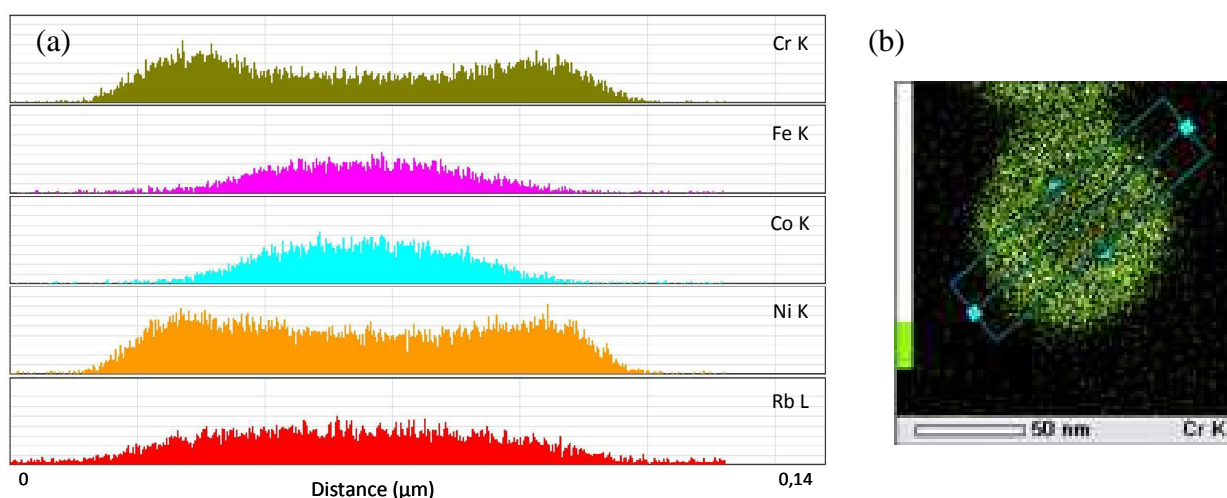 (a)
Cr K
Fe K
Co K
Ni K
Rb L
0
Distance (µm)
0,14
(b)
50 nm
Cr K